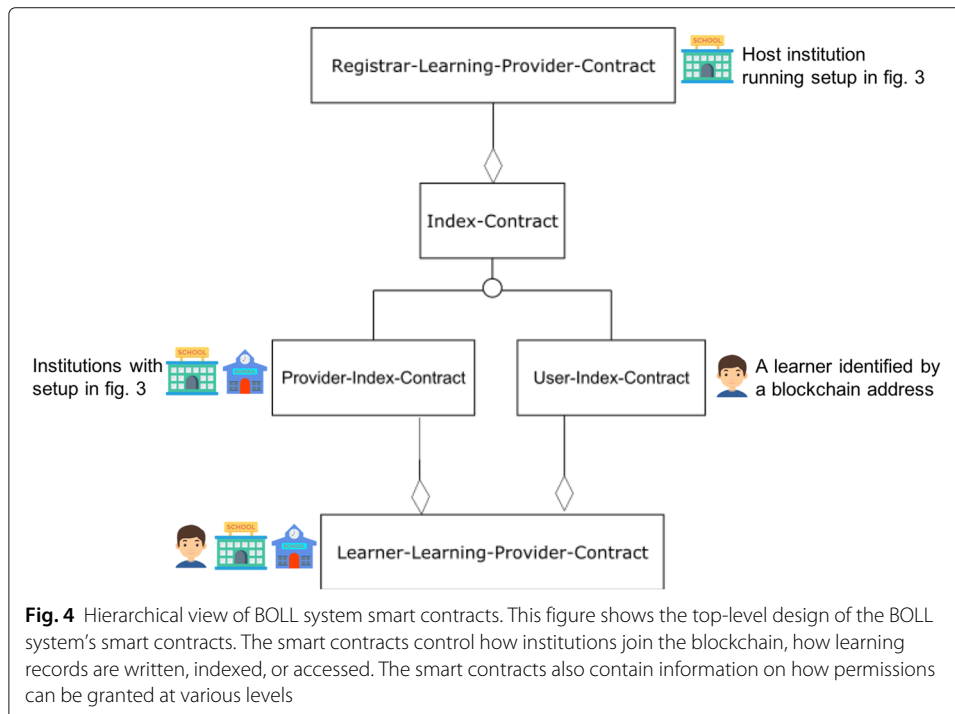 SCHOOL
Registrar-Learning-Provider-Contract
Host institution
running setup in fig. 3
Index-Contract
Institutions with
setup in fig. 3
SCHOOL
Provider-Index-Contract
User-Index-Contract
A learner identified by
a blockchain address
SCHOOL
SCHOOL
Learner-Learning-Provider-Contract
Fig. 4 Hierarchical view of BOLL system smart contracts. This figure shows the top-level design of the BOLL
system's smart contracts. The smart contracts control how institutions join the blockchain, how learning
records are written, indexed, or accessed. The smart contracts also contain information on how permissions
can be granted at various levels